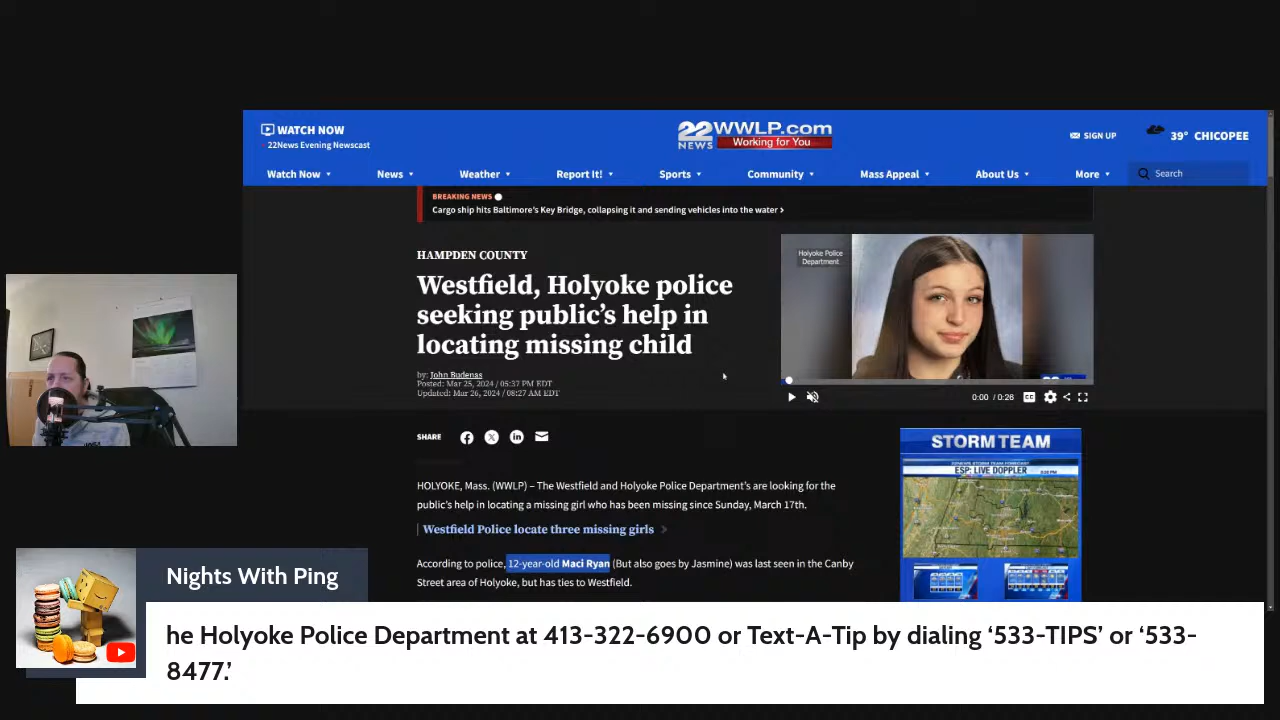 WATCH NOW
22News Evening Newscast
22 NEWS WWLP.com
Working for You
SIGN UP
39° CHICOPEE
Watch Now News Weather Report It! Sports Community Mass Appeal About Us More Search
BREAKING NEWS
Cargo ship hits Baltimore's Key Bridge, collapsing it and sending vehicles into the water
HAMPDEN COUNTY
Westfield, Holyoke police
seeking public's help in
locating missing child
by: John Budenas
Posted: Mar 25, 2024 / 05:37 PM EDT
Updated: Mar 26, 2024 / 08:27 AM EDT
Holyoke Police
Department
0:00 / 0:26
CC
SHARE
HOLYOKE, Mass. (WWLP) – The Westfield and Holyoke Police Department's are looking for the
public's help in locating a missing girl who has been missing since Sunday, March 17th.
Westfield Police locate three missing girls
According to police, 12-year-old Maci Ryan (But also goes by Jasmine) was last seen in the Canby
Street area of Holyoke, but has ties to Westfield.
STORM TEAM
ESP: LIVE DOPPLER
Nights With Ping
he Holyoke Police Department at 413-322-6900 or Text-A-Tip by dialing ‘533-TIPS’ or ‘533-
8477.’